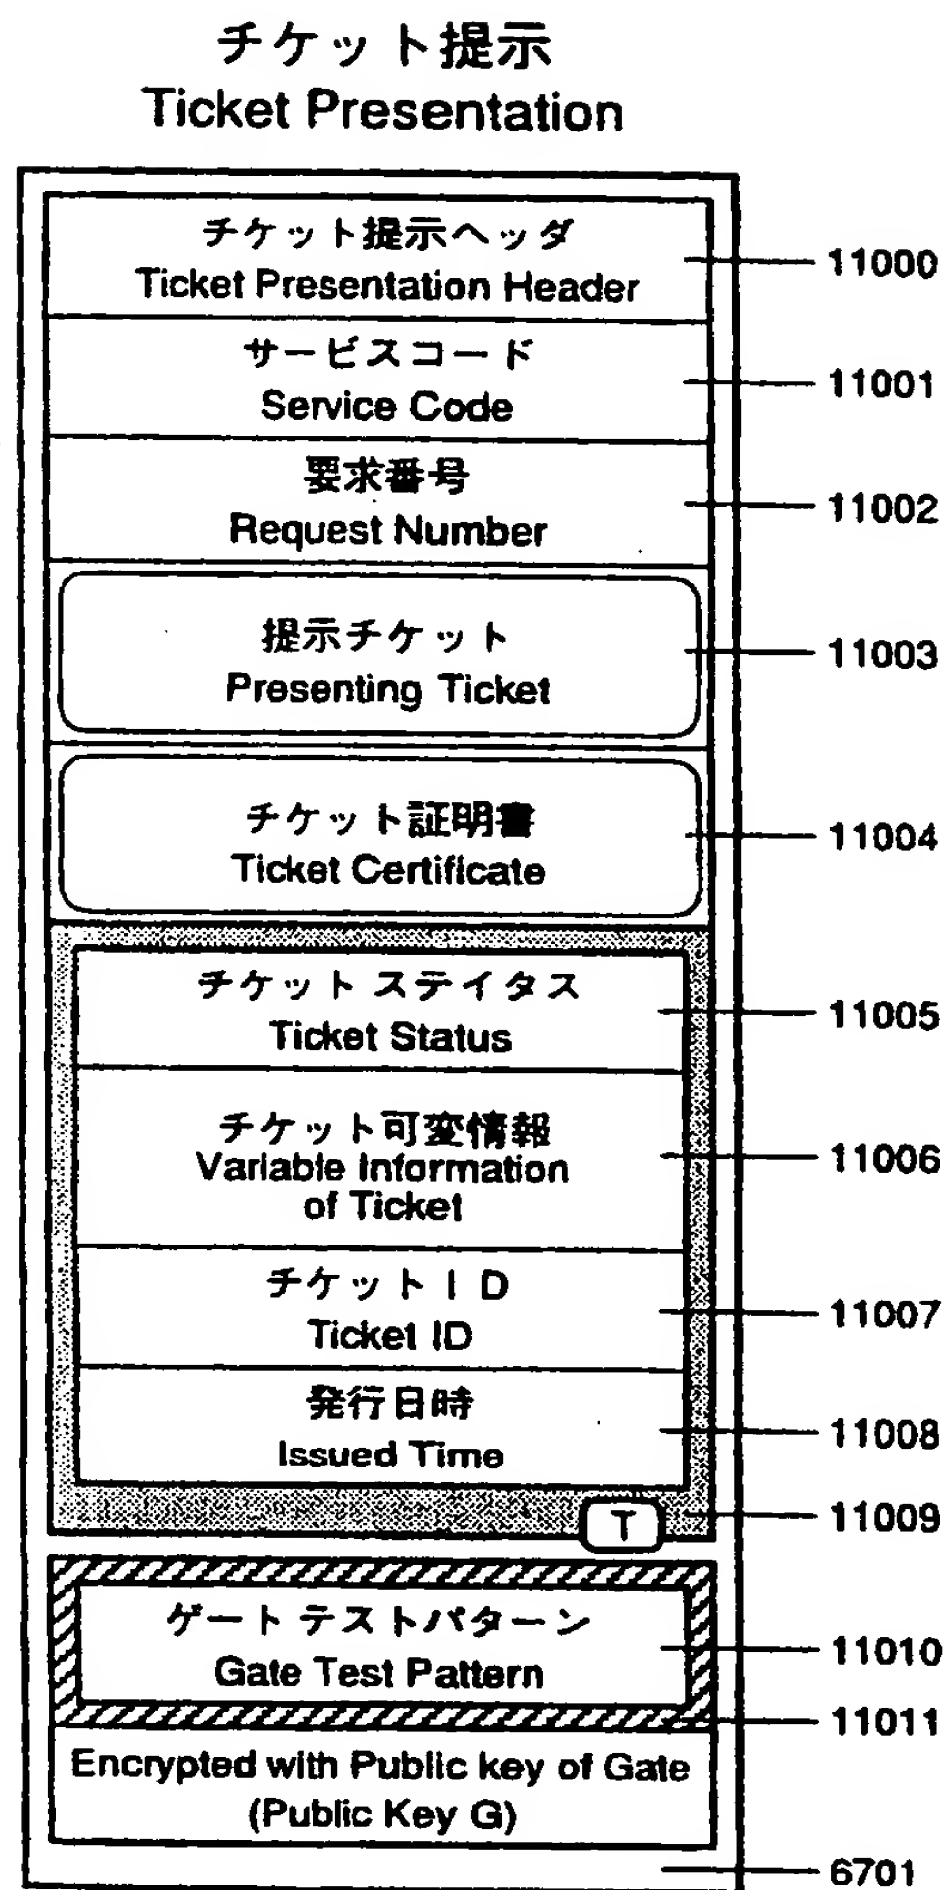 チケット提示
Ticket Presentation
チケット提示ヘッダ
Ticket Presentation Header
11000
サービスコード
Service Code
11001
要求番号
Request Number
11002
提示チケット
Presenting Ticket
11003
チケット証明書
Ticket Certificate
11004
チケット ステイタス
Ticket Status
11005
チケット可変情報
Variable Information
of Ticket
11006
チケットID
Ticket ID
11007
発行日時
Issued Time
11008
T
11009
ゲート テストパターン
Gate Test Pattern
11010
11011
Encrypted with Public key of Gate
(Public Key G)
6701